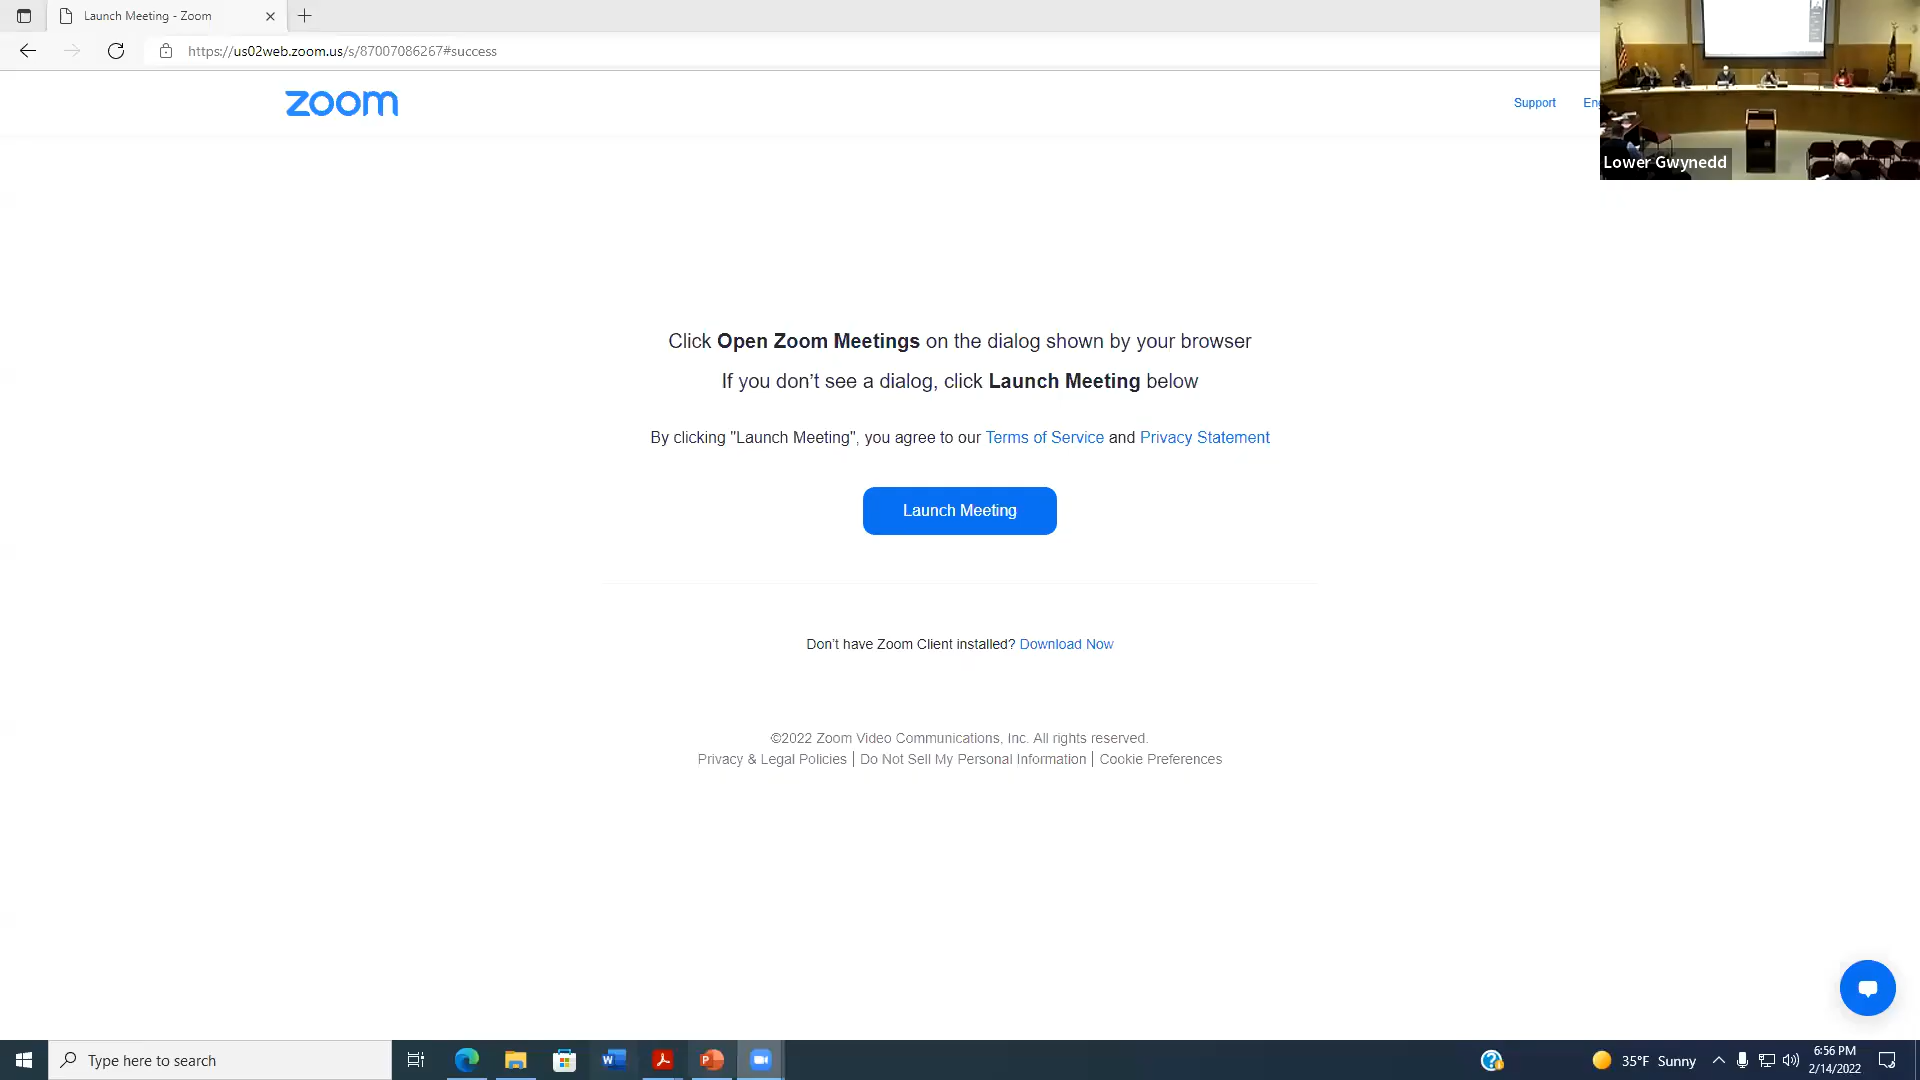 Launch Meeting - Zoom
https://us02web.zoom.us/s/87007086267#success
zoom
Support
Eng
Lower Gwynedd
Click Open Zoom Meetings on the dialog shown by your browser
If you don’t see a dialog, click Launch Meeting below
By clicking "Launch Meeting", you agree to our Terms of Service and Privacy Statement
Launch Meeting
Don’t have Zoom Client installed? Download Now
©2022 Zoom Video Communications, Inc. All rights reserved.
Privacy & Legal Policies | Do Not Sell My Personal Information | Cookie Preferences
Type here to search
35°F Sunny
6:56 PM
2/14/2022